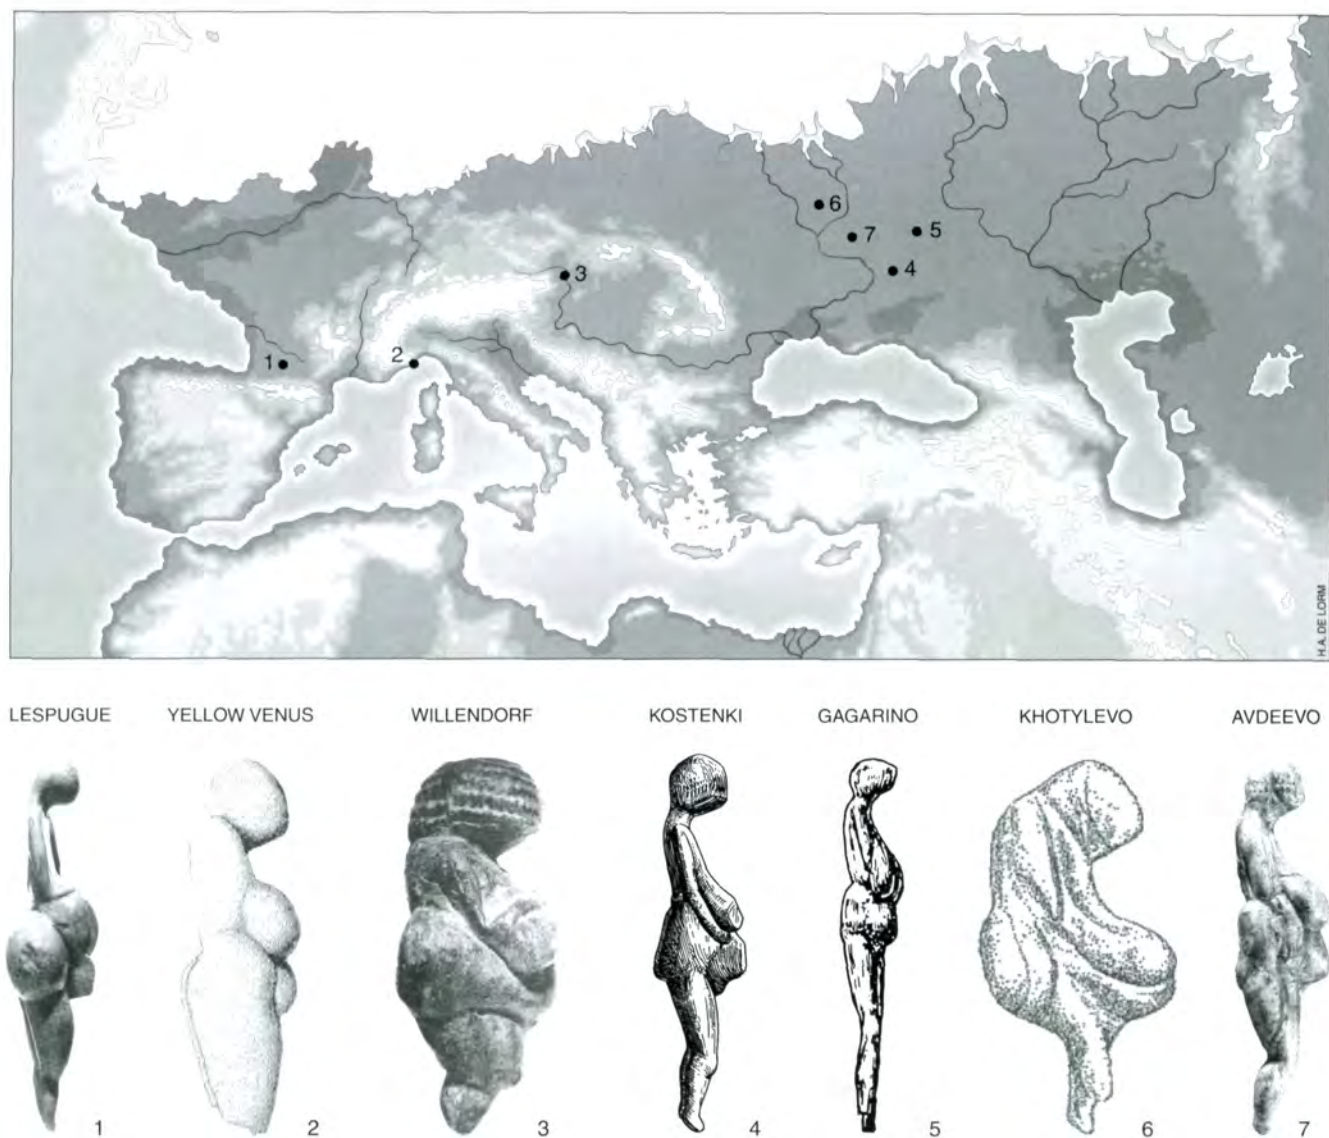 6
7
5
3
4
1
2
H.A. DE LORM
LESPUGUE YELLOW VENUS WILLENDORF KOSTENKI GAGARINO KHOTYLEVO AVDEEVO
1 2 3 4 5 6 7